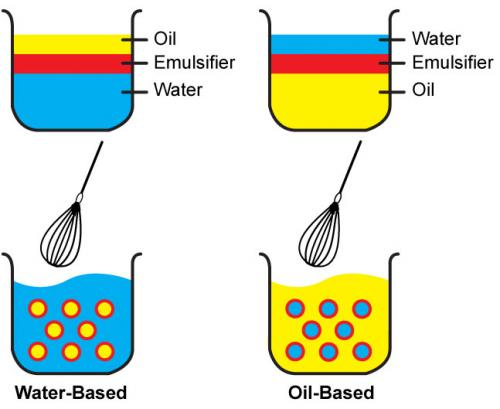 Oil
Emulsifier
Water
Water
Emulsifier
Oil
Water-Based
Oil-Based